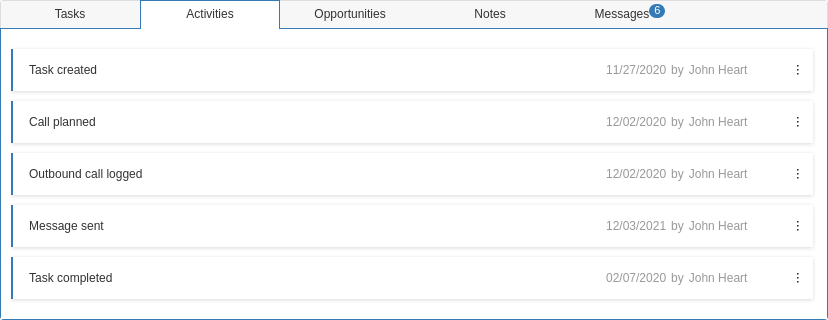 Tasks Activities Opportunities Notes Messages 6
Task created 11/27/2020 by John Heart
Call planned 12/02/2020 by John Heart
Outbound call logged 12/02/2020 by John Heart
Message sent 12/03/2021 by John Heart
Task completed 02/07/2020 by John Heart